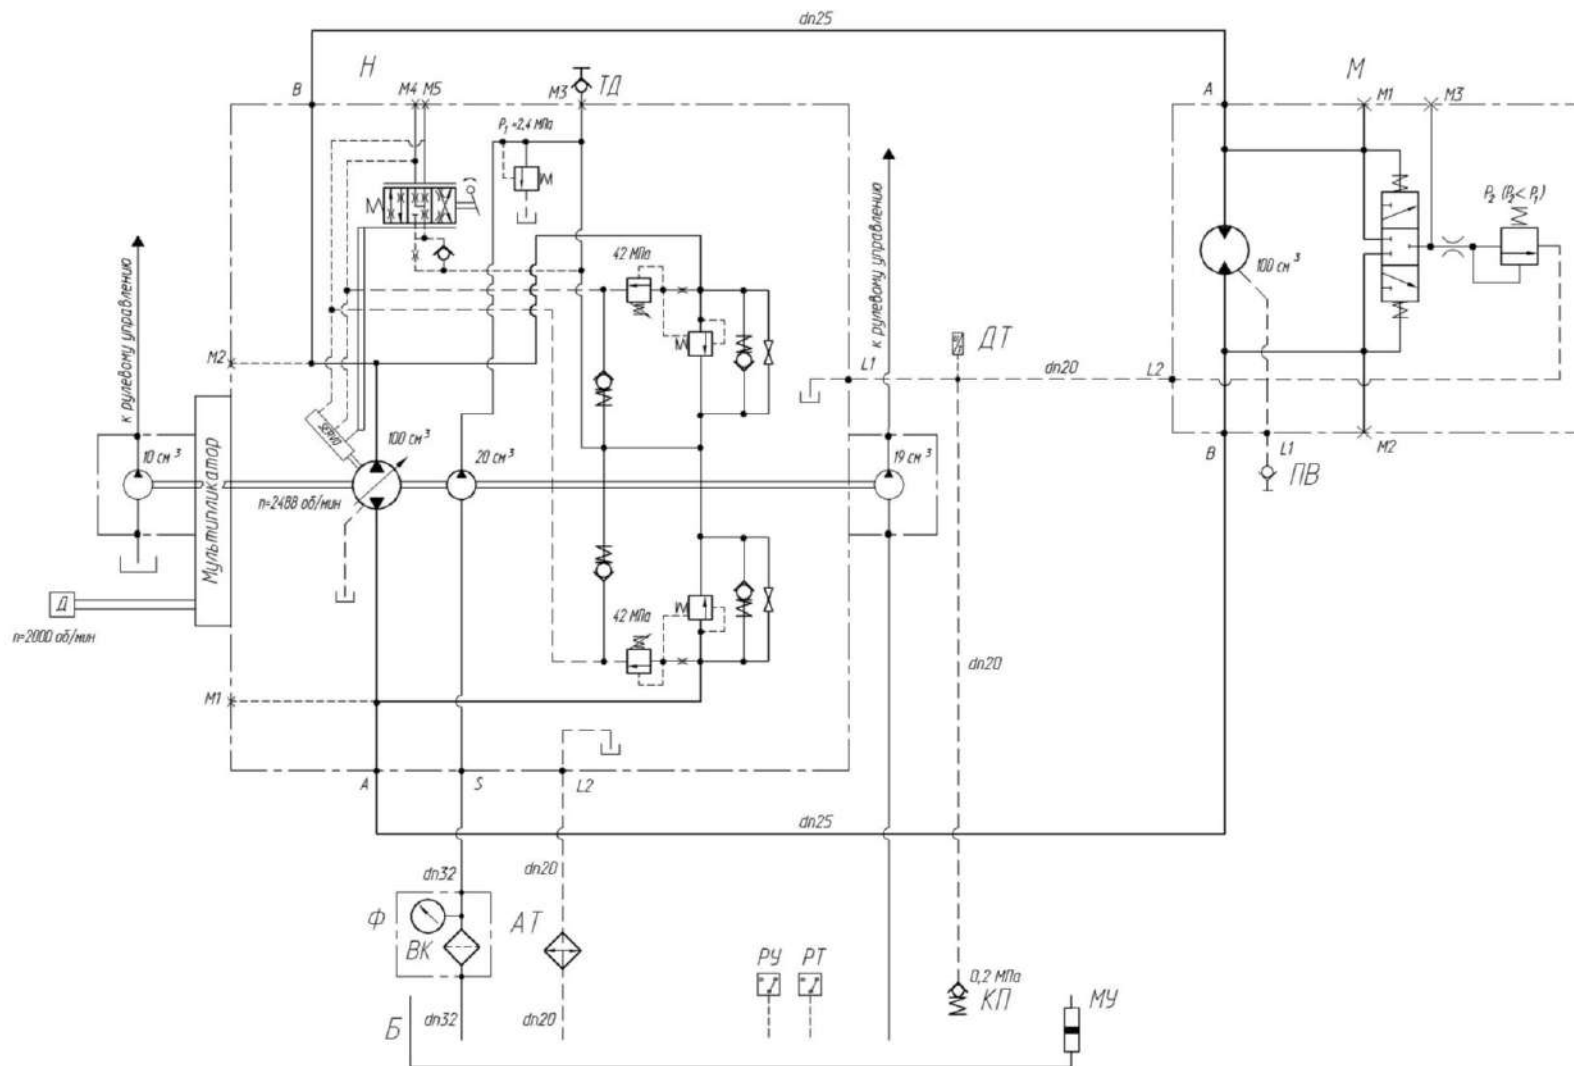 dn25
Н
М
B
M4
M5
M3
ТД
A
M1
M3
P₁ =2,4 МПа
P₂ (P₂< P₁)
к рулевому управлению
к рулевому управлению
42 МПа
100 см³
M2
L1
ДТ
dn20
L2
SERVO
100 см³
20 см³
19 см³
10 см³
B
L1
M2
ПВ
Мультипликатор
n=2488 об/мин
Д
n=2000 об/мин
42 МПа
dn20
M1
A
S
L2
dn25
dn32
dn20
Ф
ВК
АТ
РУ
РТ
0,2 МПа
КП
МУ
Б
dn32
dn20